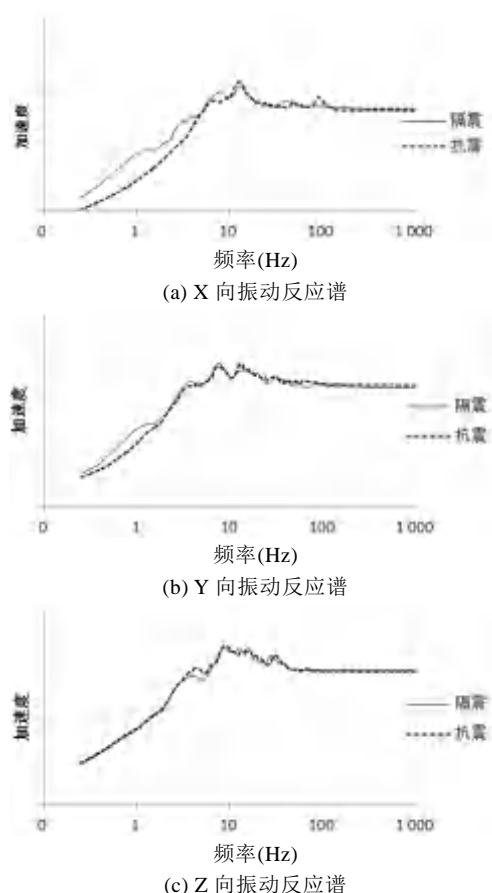 加速度
隔震
抗震
0 1 10 100 1 000
频率(Hz)
(a) X 向振动反应谱
加速度
隔震
抗震
0 1 10 100 1 000
频率(Hz)
(b) Y 向振动反应谱
加速度
隔震
抗震
0 1 10 100 1 000
频率(Hz)
(c) Z 向振动反应谱